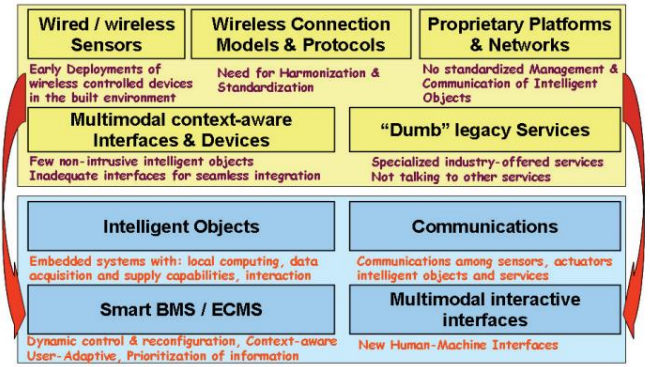 Wired / wireless
Sensors
Wireless Connection
Models & Protocols
Proprietary Platforms
& Networks
Early Deployments of
wireless controlled devices
in the built environment
Need for Harmonization &
Standardization
No standardized Management &
Communication of Intelligent
Objects
Multimodal context-aware
Interfaces & Devices
"Dumb" legacy Services
Few non-intrusive intelligent objects
Inadequate interfaces for seamless integration
Specialized industry-offered services
Not talking to other services
Intelligent Objects
Communications
Embedded systems with: local computing, data
acquisition and supply capabilities, interaction
Communications among sensors, actuators
intelligent objects and services
Smart BMS / ECMS
Multimodal interactive
interfaces
Dynamic control & reconfiguration, Context-aware
User-Adaptive, Prioritization of information
New Human-Machine Interfaces